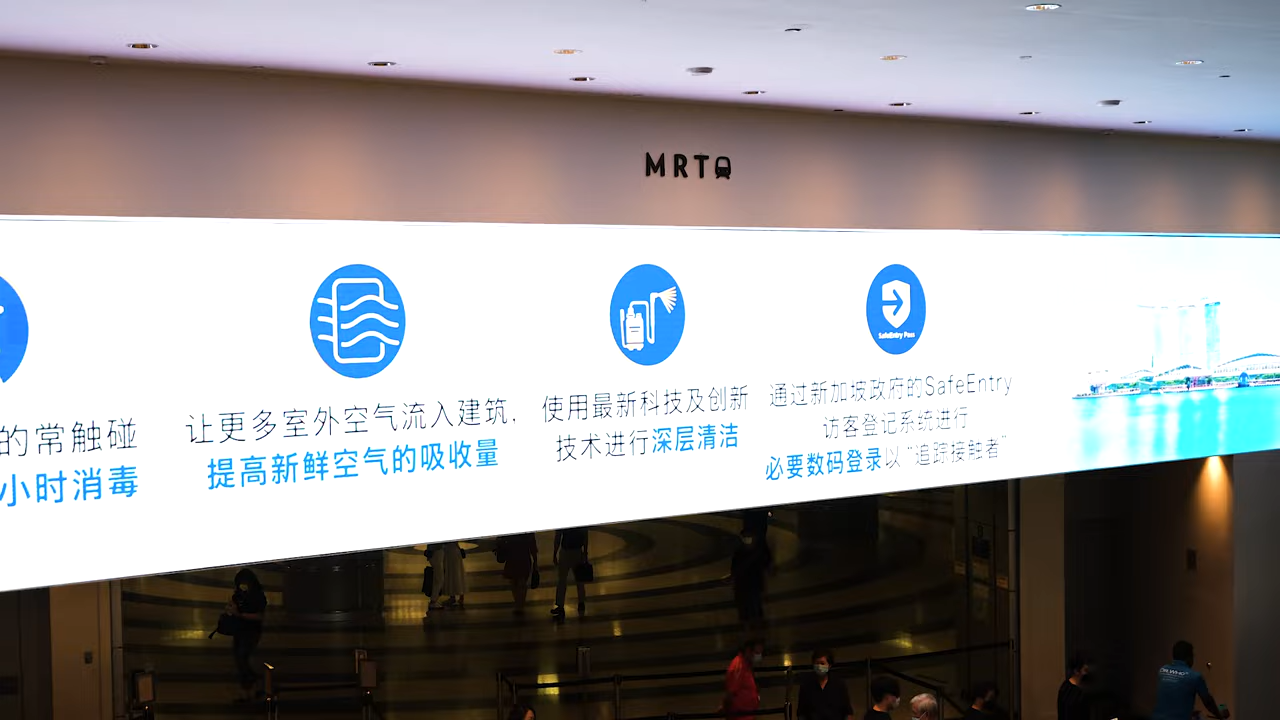 MRT
SafeEntry Pass
的常触碰
小时消毒
让更多室外空气流入建筑,
提高新鲜空气的吸收量
使用最新科技及创新
技术进行深层清洁
通过新加坡政府的SafeEntry
访客登记系统进行
必要数码登录以“追踪接触者”